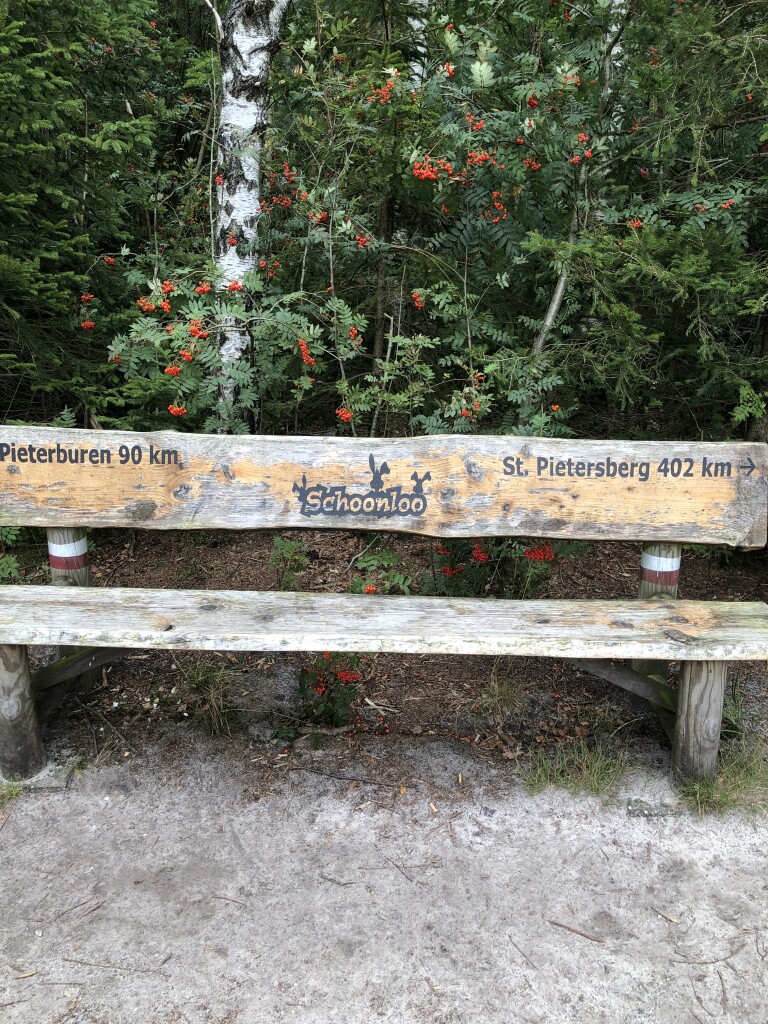 Pieterburen 90 km
Schoonloo
St. Pietersberg 402 km →